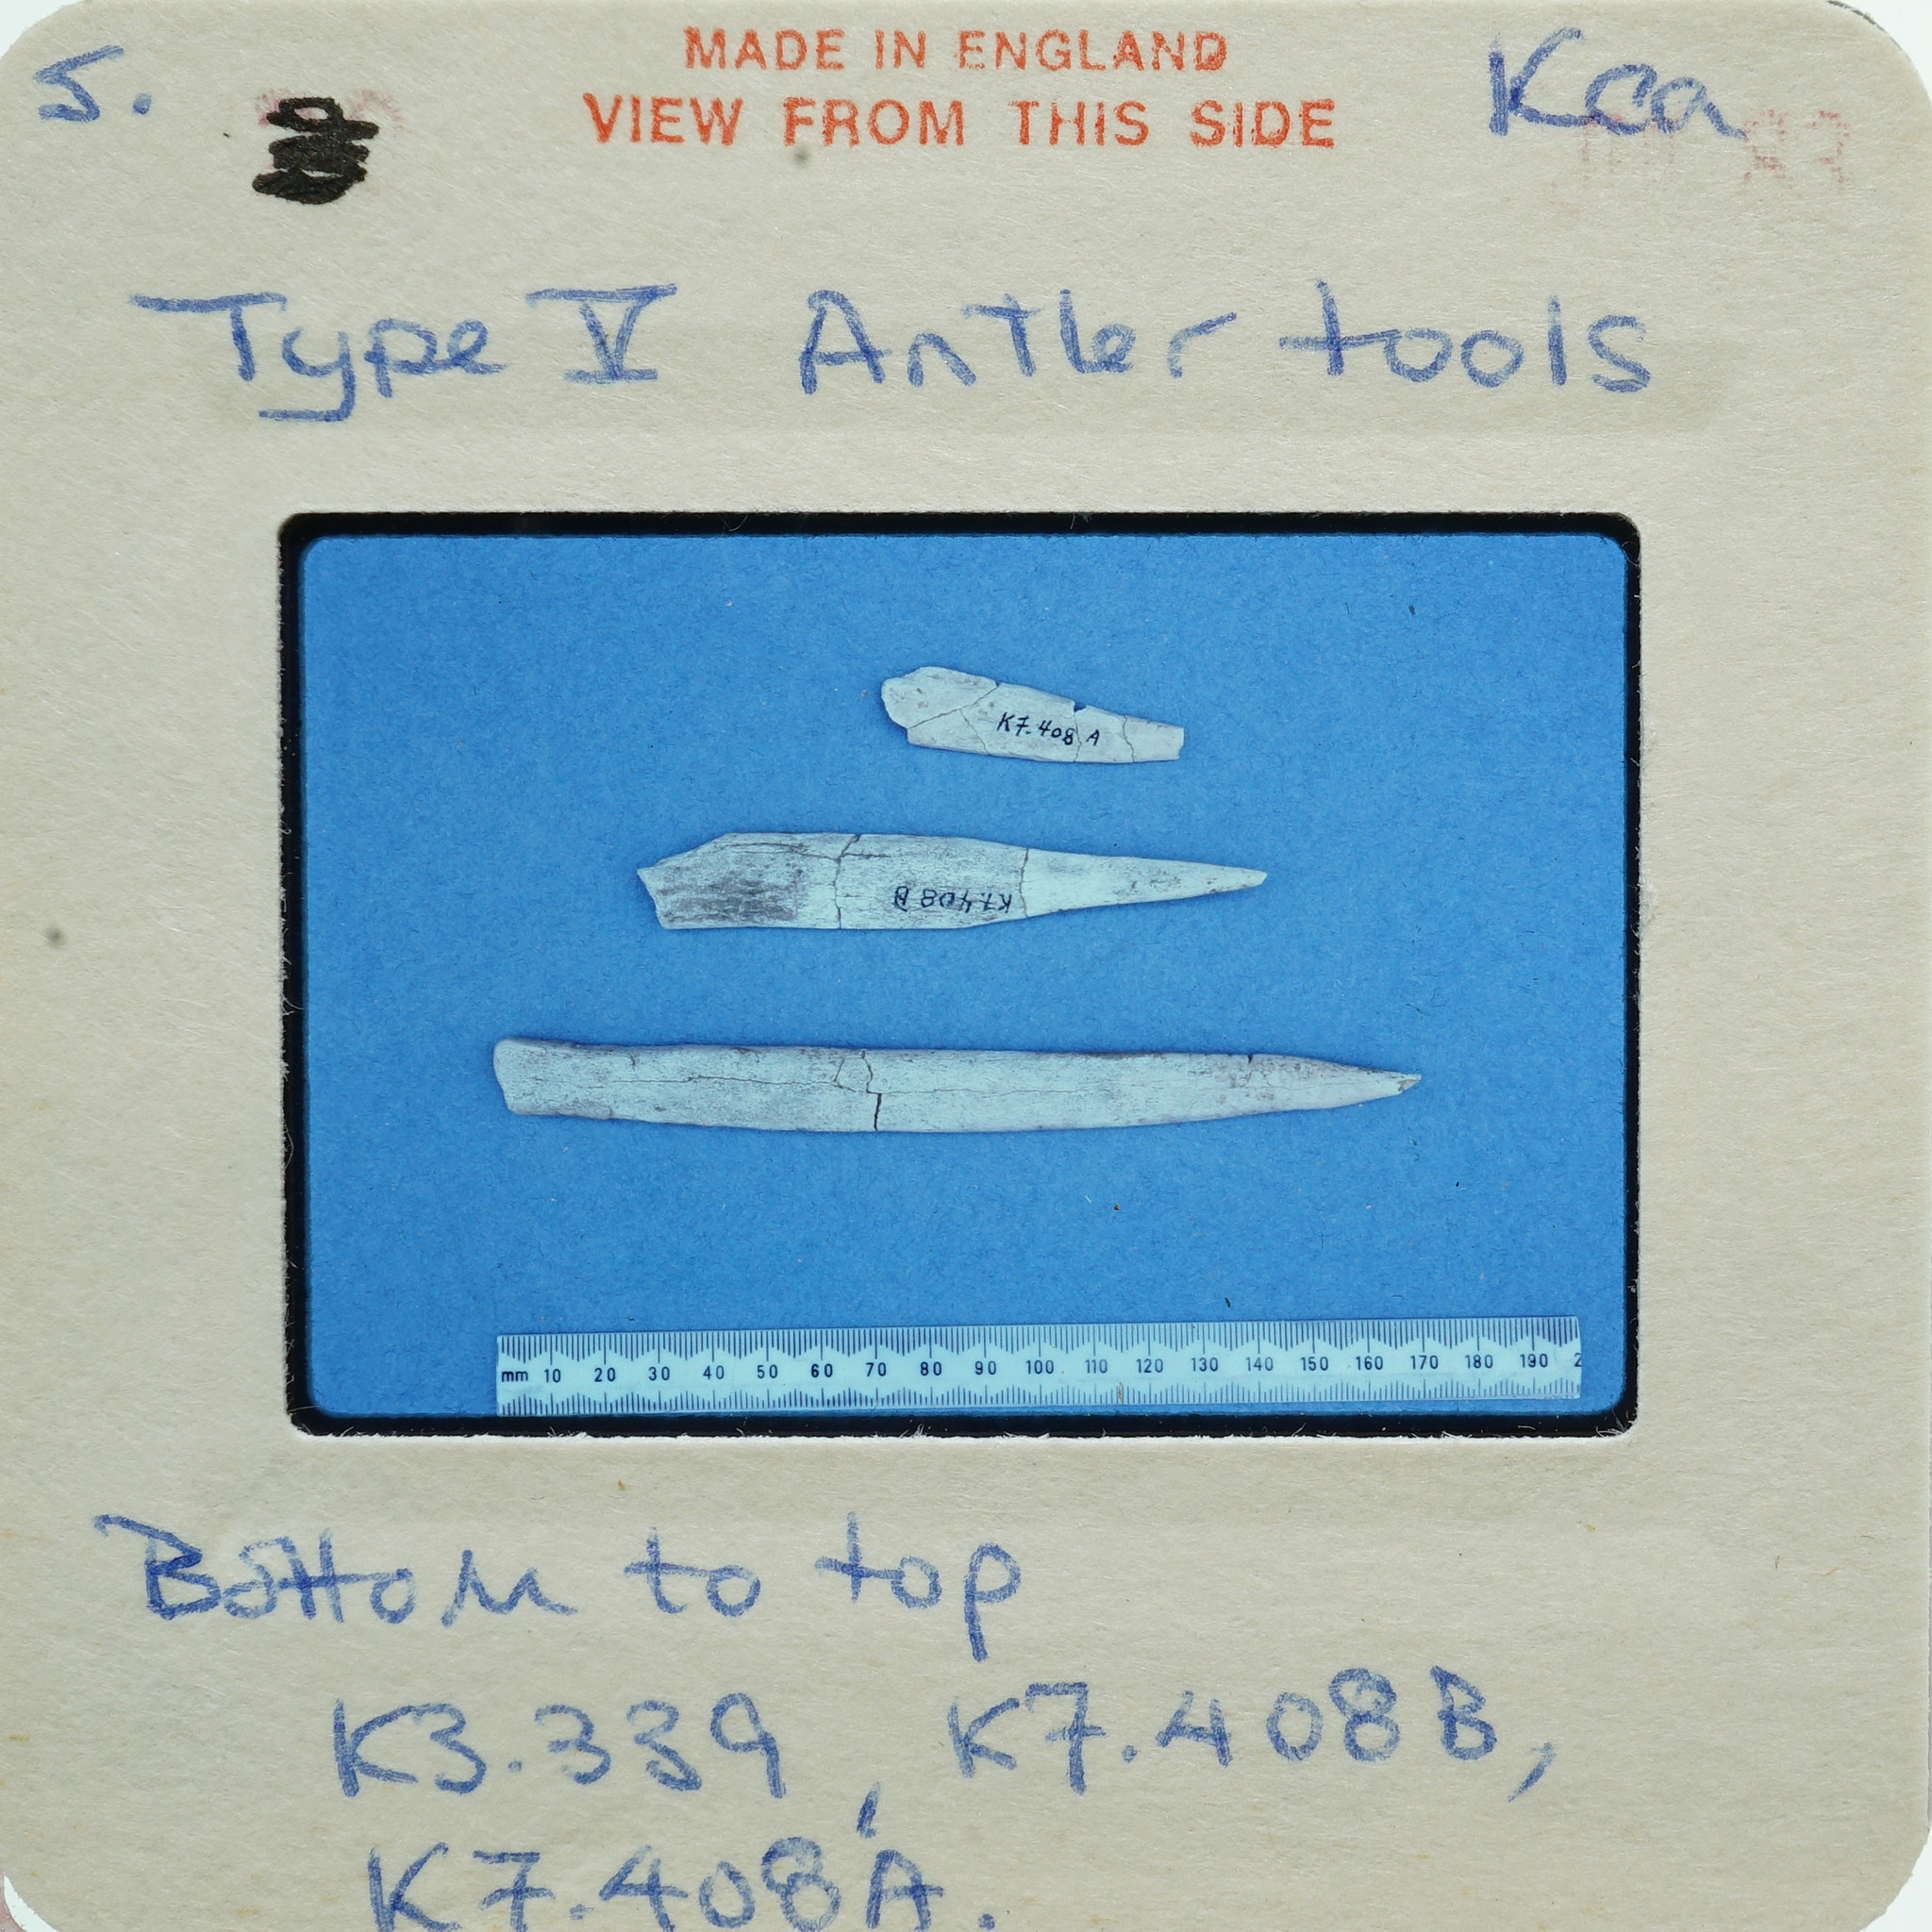 MADE IN ENGLAND
5. Kca
VIEW FROM THIS SIDE
Type V Antler tools
K7.408 A
K7.408 B
mm 10 20 30 40 50 60 70 80 90 100 110 120 130 140 150 160 170 180 190 2
Bottom to top
K3.339, K7.408B,
K7.408A.